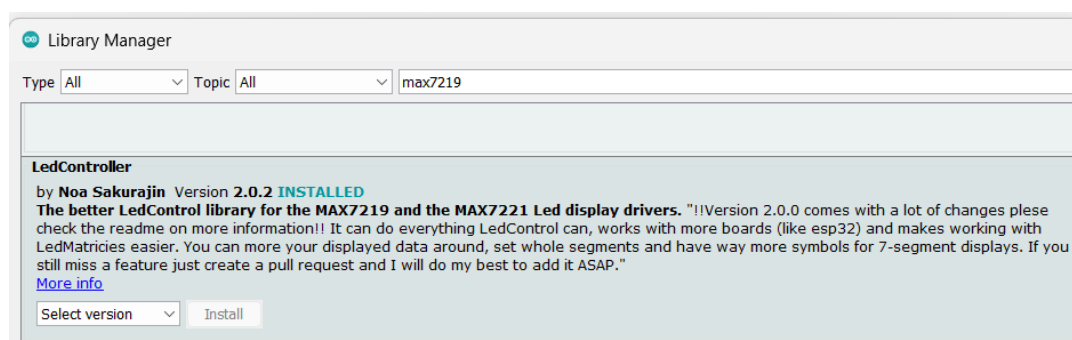 Library Manager
Type All Topic All max7219
LedController
by Noa Sakurajin Version 2.0.2 INSTALLED
The better LedControl library for the MAX7219 and the MAX7221 Led display drivers. "!!Version 2.0.0 comes with a lot of changes plese
check the readme on more information!! It can do everything LedControl can, works with more boards (like esp32) and makes working with
LedMatricies easier. You can more your displayed data around, set whole segments and have way more symbols for 7-segment displays. If you
still miss a feature just create a pull request and I will do my best to add it ASAP."
More info
Select version Install